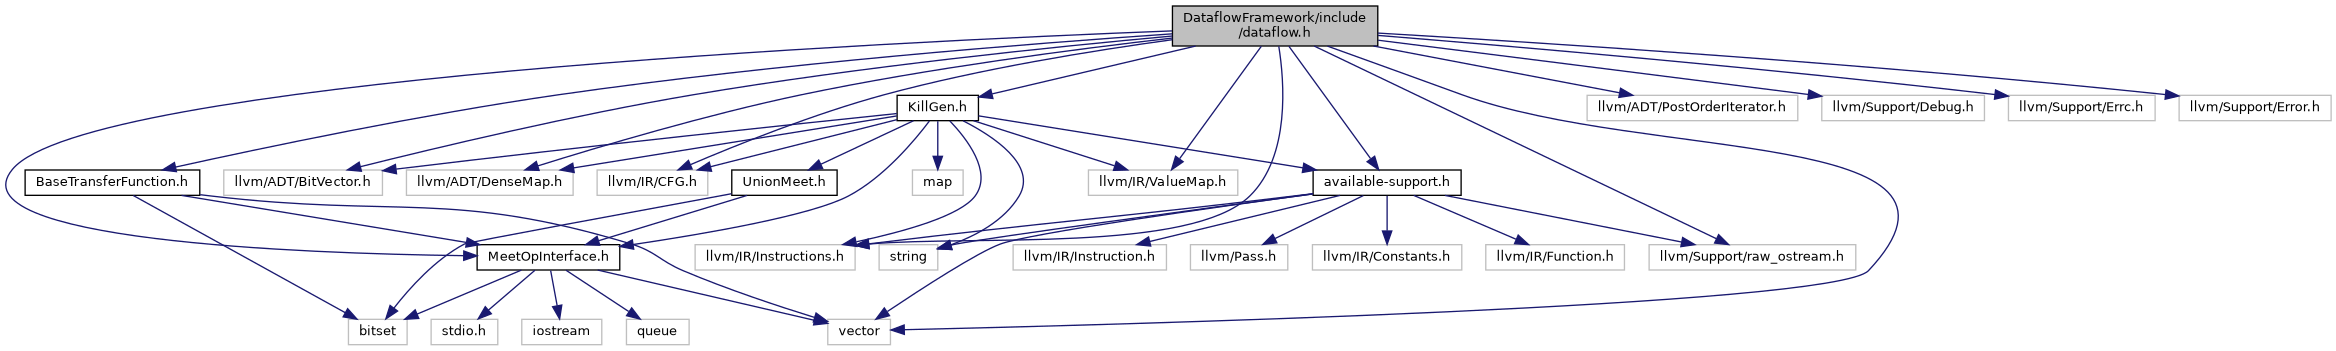 DataflowFramework/include
/dataflow.h
KillGen.h
llvm/ADT/PostOrderIterator.h
llvm/Support/Debug.h
llvm/Support/Errc.h
llvm/Support/Error.h
BaseTransferFunction.h
llvm/ADT/BitVector.h
llvm/ADT/DenseMap.h
llvm/IR/CFG.h
UnionMeet.h
map
llvm/IR/ValueMap.h
available-support.h
MeetOpInterface.h
llvm/IR/Instructions.h
string
llvm/IR/Instruction.h
llvm/Pass.h
llvm/IR/Constants.h
llvm/IR/Function.h
llvm/Support/raw_ostream.h
bitset
stdio.h
iostream
queue
vector